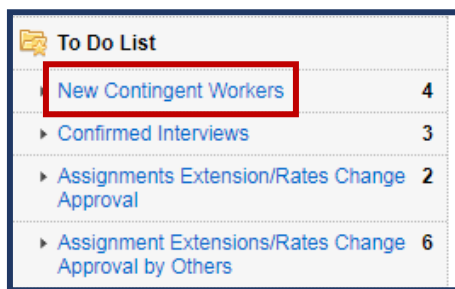 To Do List
New Contingent Workers 4
Confirmed Interviews 3
Assignments Extension/Rates Change 2
Approval
Assignment Extensions/Rates Change 6
Approval by Others